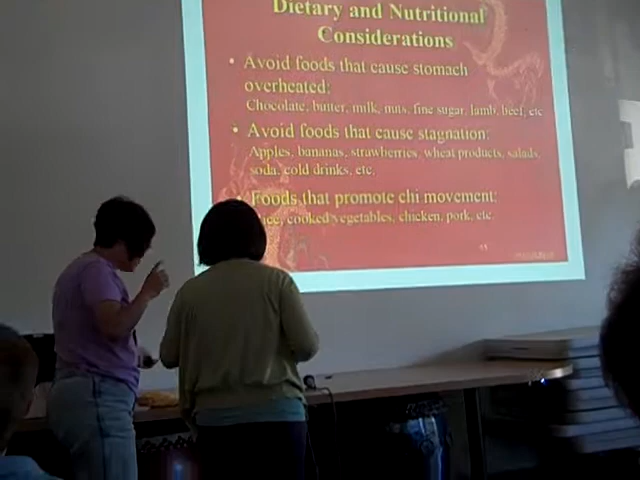 Dietary and Nutritional
Considerations
• Avoid foods that cause stomach
overheated:
Chocolate, butter, milk, nuts, fine sugar, lamb, beef, etc
• Avoid foods that cause stagnation:
Apples, bananas, strawberries, wheat products, salads,
soda, cold drinks, etc.
Foods that promote chi movement:
cooked vegetables, chicken, pork, etc